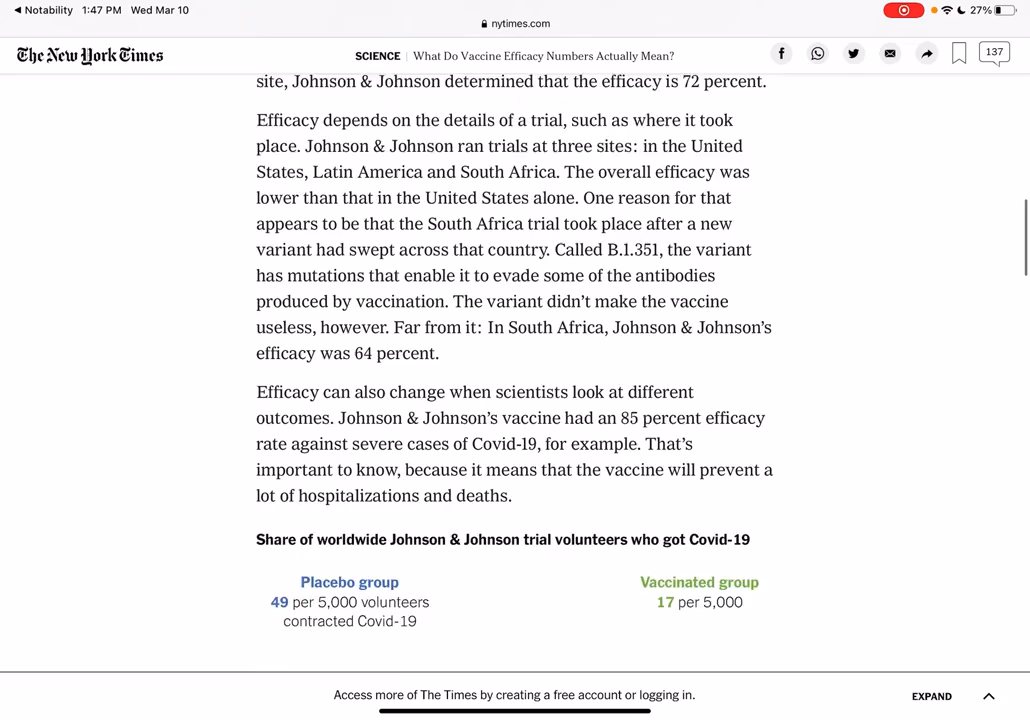 ◀ Notability 1:47 PM Wed Mar 10 27%
nytimes.com
The New York Times SCIENCE | What Do Vaccine Efficacy Numbers Actually Mean? 137
site, Johnson & Johnson determined that the efficacy is 72 percent.
Efficacy depends on the details of a trial, such as where it took
place. Johnson & Johnson ran trials at three sites: in the United
States, Latin America and South Africa. The overall efficacy was
lower than that in the United States alone. One reason for that
appears to be that the South Africa trial took place after a new
variant had swept across that country. Called B.1.351, the variant
has mutations that enable it to evade some of the antibodies
produced by vaccination. The variant didn’t make the vaccine
useless, however. Far from it: In South Africa, Johnson & Johnson’s
efficacy was 64 percent.
Efficacy can also change when scientists look at different
outcomes. Johnson & Johnson’s vaccine had an 85 percent efficacy
rate against severe cases of Covid-19, for example. That’s
important to know, because it means that the vaccine will prevent a
lot of hospitalizations and deaths.
Share of worldwide Johnson & Johnson trial volunteers who got Covid-19
Placebo group
49 per 5,000 volunteers
contracted Covid-19
Vaccinated group
17 per 5,000
Access more of The Times by creating a free account or logging in. EXPAND